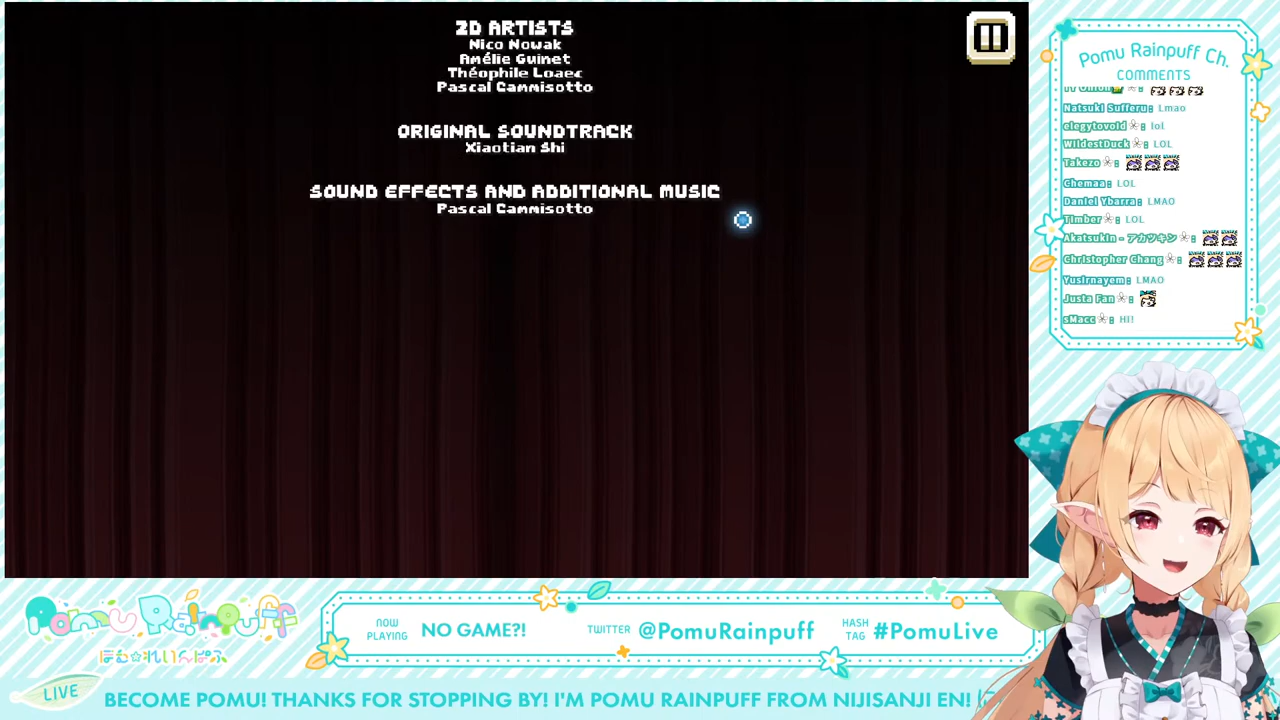 2D ARTISTS
Nico Nowak
Amélie Guinet
Théophile Loaec
Pascal Cammisotto
ORIGINAL SOUNDTRACK
Xiaotian Shi
SOUND EFFECTS AND ADDITIONAL MUSIC
Pascal Cammisotto
Pomu Rainpuff Ch.
COMMENTS
Natsuki Sufferu: Lmao
elegytovoid : lol
WildestDuck : LOL
Takezo :
Chemaa: LOL
Daniel Ybarra: LMAO
Timber : LOL
Akatsukin - アカツキン :
Christopher Chang :
Yusirnayem: LMAO
Justa Fan :
sMacc : Hi!
Pomu Rainpuff
ぽむ☆れいんぱふ
NOW PLAYING
NO GAME?!
TWITTER @PomuRainpuff
HASH TAG #PomuLive
LIVE
BECOME POMU! THANKS FOR STOPPING BY! I'M POMU RAINPUFF FROM NIJISANJI EN!